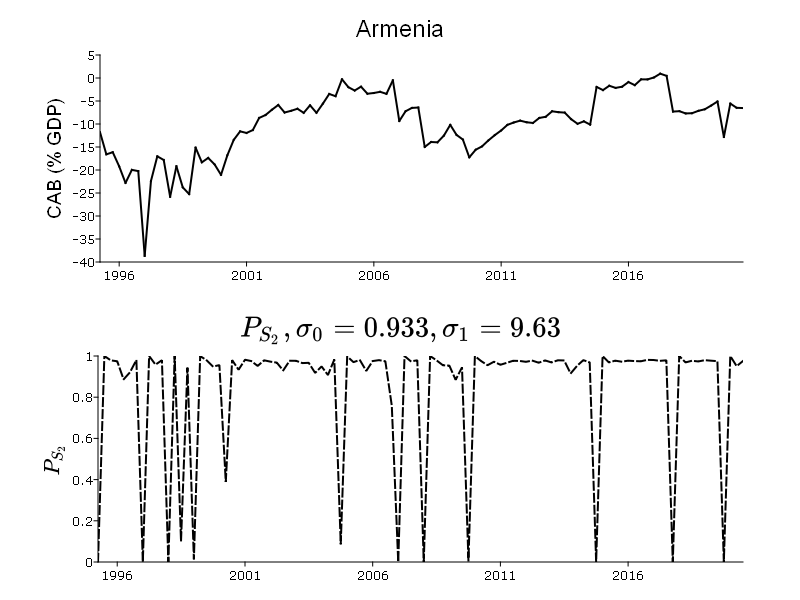 Armenia
CAB (% GDP)
5
0
−5
−10
−15
−20
−25
−30
−35
−40
1996 2001 2006 2011 2016
P_{S_2}, σ_0 = 0.933, σ_1 = 9.63
P_{S_2}
1
0.8
0.6
0.4
0.2
0
1996 2001 2006 2011 2016